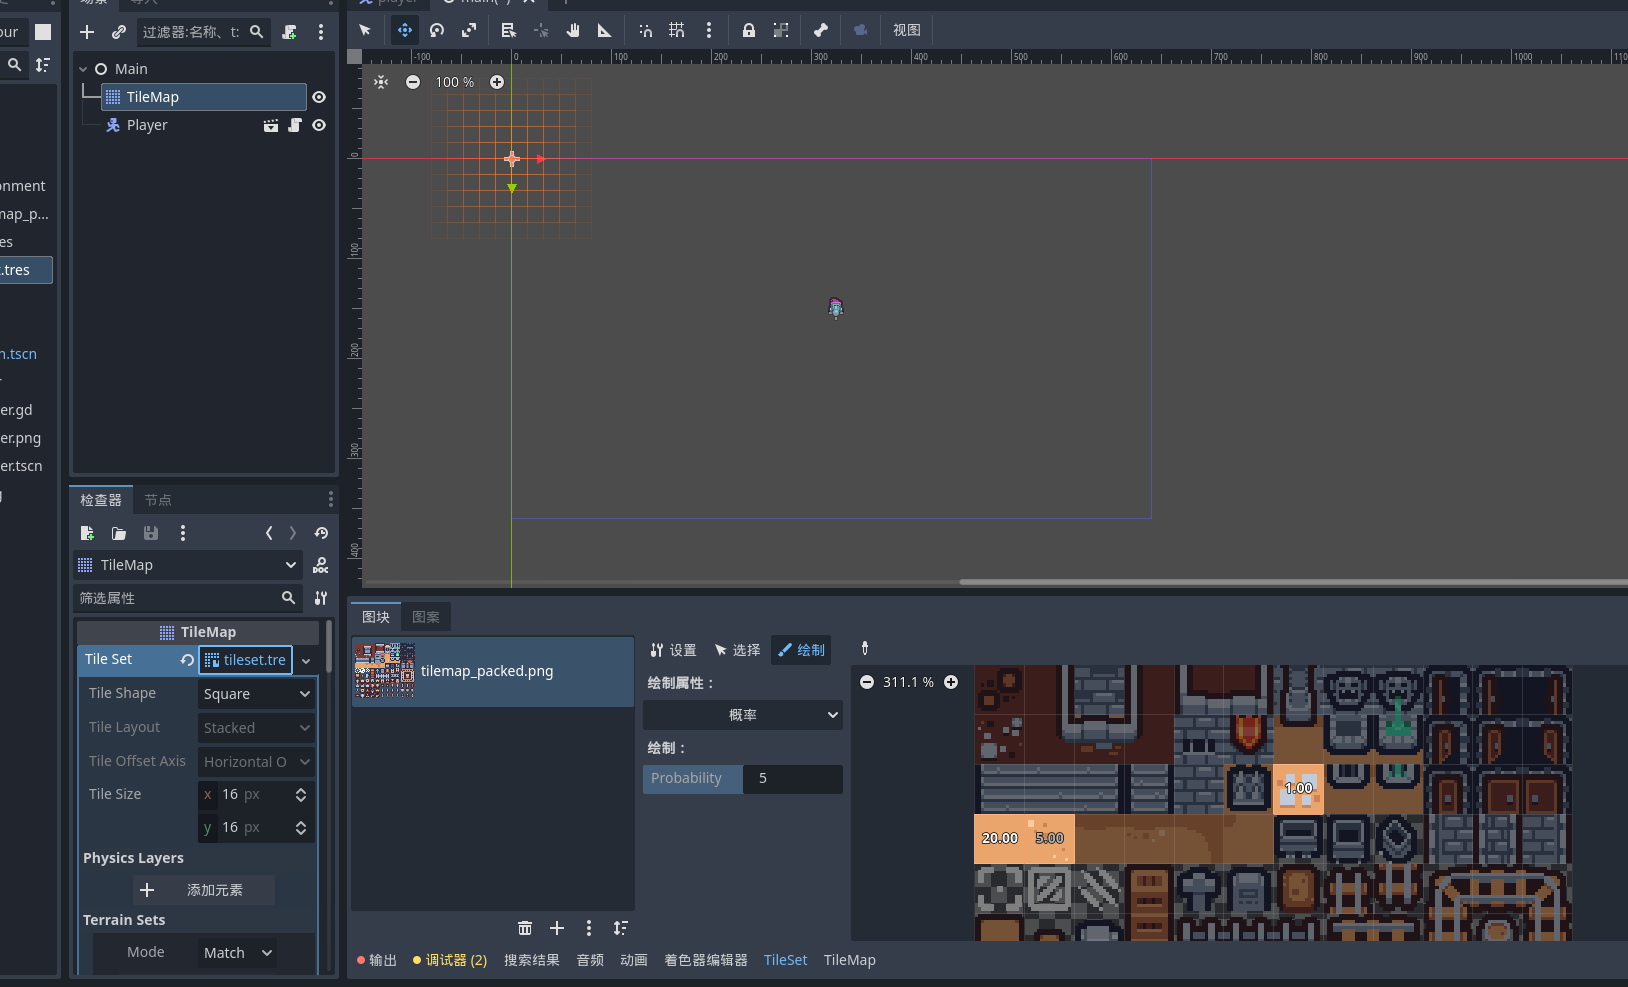 过滤器:名称、t:
Main
TileMap
Player
our
onment
map_p...
es
.tres
n.tscn
er.gd
er.png
er.tscn
视图
-100
0
100
200
300
400
500
600
700
800
900
1000
110
0
100
200
300
400
100 %
检查器
节点
TileMap
DOC
筛选属性
TileMap
Tile Set
tileset.tre
Tile Shape
Square
Tile Layout
Stacked
Tile Offset Axis
Horizontal O
Tile Size
x 16 px
y 16 px
Physics Layers
添加元素
Terrain Sets
Mode
Match
图块
图案
tilemap_packed.png
设置
选择
绘制
绘制属性：
概率
绘制：
Probability
5
311.1 %
1.00
20.00
5.00
输出
调试器 (2)
搜索结果
音频
动画
着色器编辑器
TileSet
TileMap